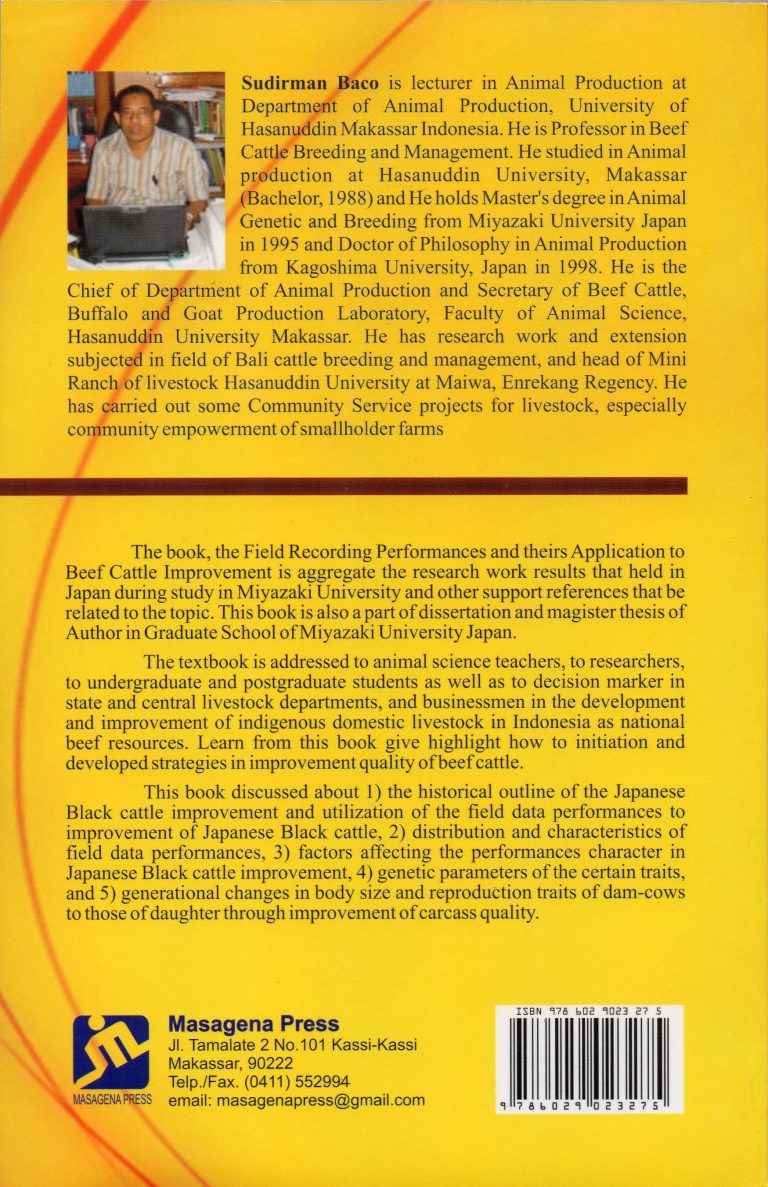 Sudirman Baco is lecturer in Animal Production at
Department of Animal Production, University of
Hasanuddin Makassar Indonesia. He is Professor in Beef
Cattle Breeding and Management. He studied in Animal
production at Hasanuddin University, Makassar
(Bachelor, 1988) and He holds Master's degree in Animal
Genetic and Breeding from Miyazaki University Japan
in 1995 and Doctor of Philosophy in Animal Production
from Kagoshima University, Japan in 1998. He is the
Chief of Department of Animal Production and Secretary of Beef Cattle,
Buffalo and Goat Production Laboratory, Faculty of Animal Science,
Hasanuddin University Makassar. He has research work and extension
subjected in field of Bali cattle breeding and management, and head of Mini
Ranch of livestock Hasanuddin University at Maiwa, Enrekang Regency. He
has carried out some Community Service projects for livestock, especially
community empowerment of smallholder farms
The book, the Field Recording Performances and theirs Application to
Beef Cattle Improvement is aggregate the research work results that held in
Japan during study in Miyazaki University and other support references that be
related to the topic. This book is also a part of dissertation and magister thesis of
Author in Graduate School of Miyazaki University Japan.
The textbook is addressed to animal science teachers, to researchers,
to undergraduate and postgraduate students as well as to decision marker in
state and central livestock departments, and businessmen in the development
and improvement of indigenous domestic livestock in Indonesia as national
beef resources. Learn from this book give highlight how to initiation and
developed strategies in improvement quality of beef cattle.
This book discussed about 1) the historical outline of the Japanese
Black cattle improvement and utilization of the field data performances to
improvement of Japanese Black cattle, 2) distribution and characteristics of
field data performances, 3) factors affecting the performances character in
Japanese Black cattle improvement, 4) genetic parameters of the certain traits,
and 5) generational changes in body size and reproduction traits of dam-cows
to those of daughter through improvement of carcass quality.
MASAGENA PRESS
Masagena Press
Jl. Tamalate 2 No.101 Kassi-Kassi
Makassar, 90222
Telp./Fax. (0411) 552994
email: masagenapress@gmail.com
ISBN 978 602 9023 27 5
9 786029 023275